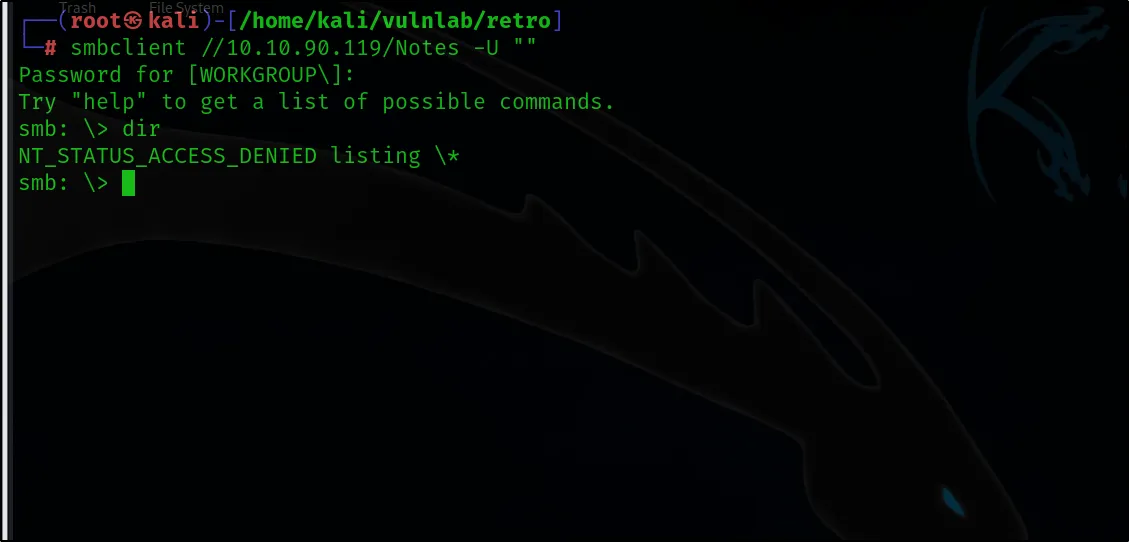 Trash File System
┌──(root㉿kali)-[/home/kali/vulnlab/retro]
└─# smbclient //10.10.90.119/Notes -U ""
Password for [WORKGROUP\]:
Try "help" to get a list of possible commands.
smb: \> dir
NT_STATUS_ACCESS_DENIED listing \*
smb: \>